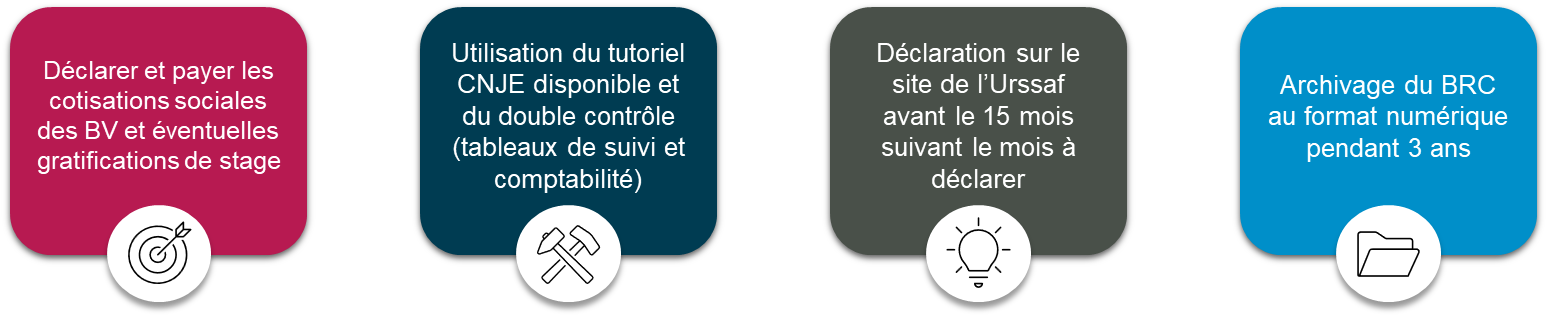 Déclarer et payer les
cotisations sociales
des BV et éventuelles
gratifications de stage
Utilisation du tutoriel
CNJE disponible et
du double contrôle
(tableaux de suivi et
comptabilité)
Déclaration sur le
site de l’Urssaf
avant le 15 mois
suivant le mois à
déclarer
Archivage du BRC
au format numérique
pendant 3 ans